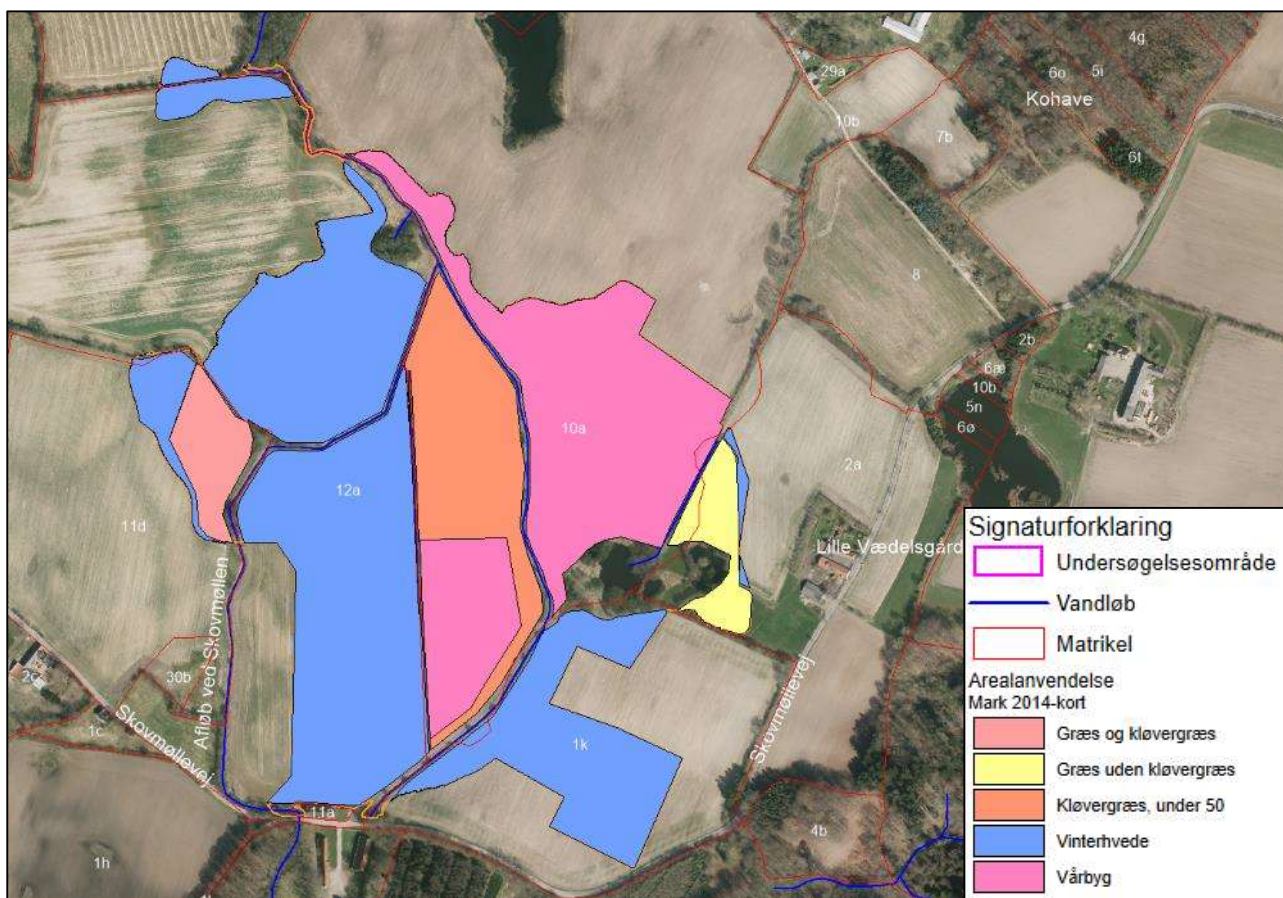 4g
5i
6o
29a
Kohave
10b
7b
6t
8
2b
6æ
10b
5n
6ø
10a
2a
12a
11d
Lille Vædelsgård
Afløb ved Skovmøllen
30b
1c
Skovmøllevej
Skovmøllevej
1k
11a
7
4b
1h
Signaturforklaring
Undersøgelsesområde
Vandløb
Matrikel
Arealanvendelse
Mark 2014-kort
Græs og kløvergræs
Græs uden kløvergræs
Kløvergræs, under 50
Vinterhvede
Vårbyg